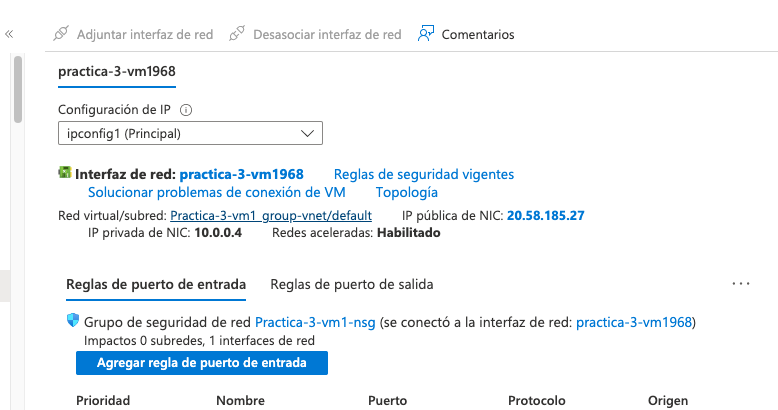 Adjuntar interfaz de red Desasociar interfaz de red Comentarios
practica-3-vm1968
Configuración de IP
ipconfig1 (Principal)
Interfaz de red: practica-3-vm1968 Reglas de seguridad vigentes
Solucionar problemas de conexión de VM Topología
Red virtual/subred: Practica-3-vm1_group-vnet/default IP pública de NIC: 20.58.185.27
IP privada de NIC: 10.0.0.4 Redes aceleradas: Habilitado
Reglas de puerto de entrada Reglas de puerto de salida
Grupo de seguridad de red Practica-3-vm1-nsg (se conectó a la interfaz de red: practica-3-vm1968)
Impactos 0 subredes, 1 interfaces de red
Agregar regla de puerto de entrada
Prioridad Nombre Puerto Protocolo Origen